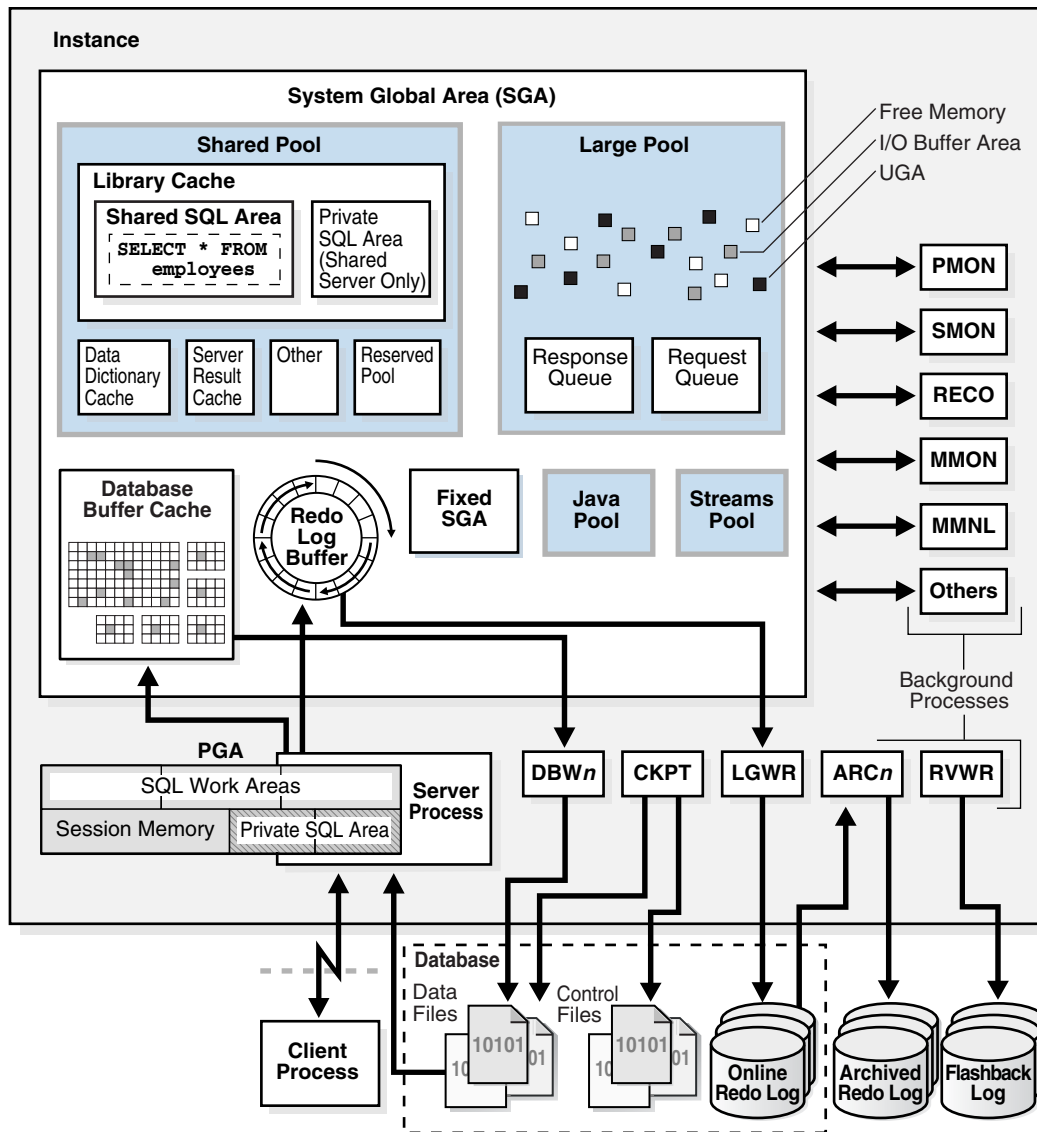 Instance
System Global Area (SGA)
Shared Pool
Library Cache
Shared SQL Area
SELECT * FROM
employees
Private
SQL Area
(Shared
Server Only)
Data
Dictionary
Cache
Server
Result
Cache
Other
Reserved
Pool
Large Pool
Response
Queue
Request
Queue
Free Memory
I/O Buffer Area
UGA
Database
Buffer Cache
Redo
Log
Buffer
Fixed
SGA
Java
Pool
Streams
Pool
PMON
SMON
RECO
MMON
MMNL
Others
Background
Processes
PGA
SQL Work Areas
Session Memory
Private SQL Area
Server
Process
DBWn
CKPT
LGWR
ARCn
RVWR
Client
Process
Database
Data
Files
10
10101
01
Control
Files
10
10101
01
Online
Redo Log
Archived
Redo Log
Flashback
Log